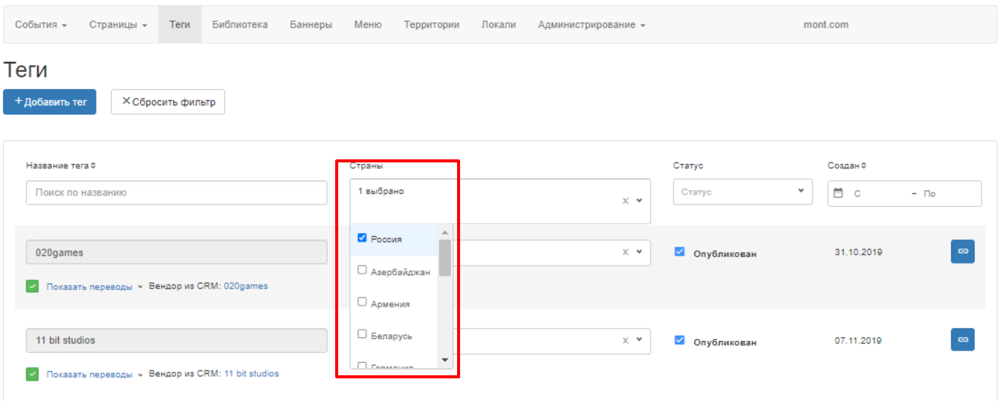 События Страницы Теги Библиотека Баннеры Меню Территории Локали Администрирование mont.com
Теги
+ Добавить тег
×Сбросить фильтр
Название тега Страны Статус Создан
Поиск по названию 1 выбрано Статус С – По
Россия
020games Опубликован 31.10.2019
Азербайджан
Показать переводы Вендор из CRM: 020games
Армения
Беларусь
11 bit studios Опубликован 07.11.2019
Германия
Показать переводы Вендор из CRM: 11 bit studios